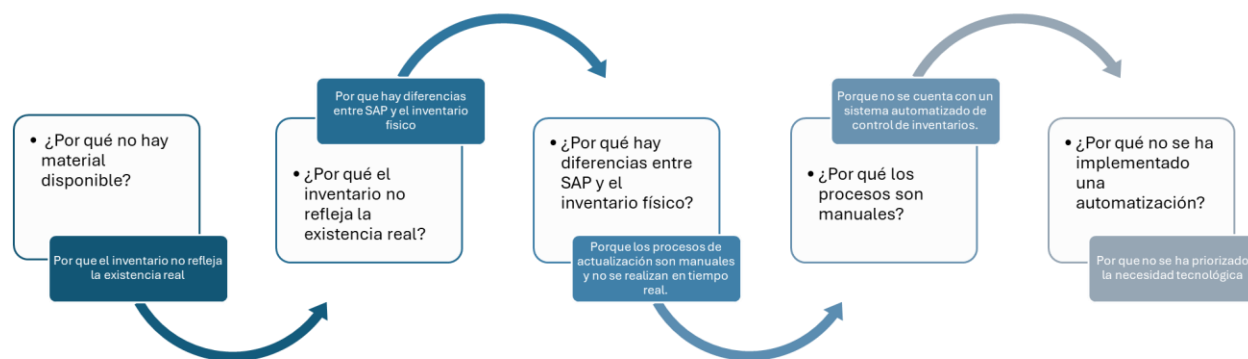 • ¿Por qué no hay
material
disponible?
Por que el inventario no refleja
la existencia real
Por que hay diferencias
entre SAP y el inventario
fisico
• ¿Por qué el
inventario no
refleja la
existencia real?
• ¿Por qué hay
diferencias entre
SAP y el
inventario físico?
Porque los procesos de
actualización son manuales
y no se realizan en tiempo
real.
Porque no se cuenta con un
sistema automatizado de
control de inventarios.
• ¿Por qué los
procesos son
manuales?
• ¿Por qué no se ha
implementado
una
automatización?
Por que no se ha priorizado
la necesidad tecnológica